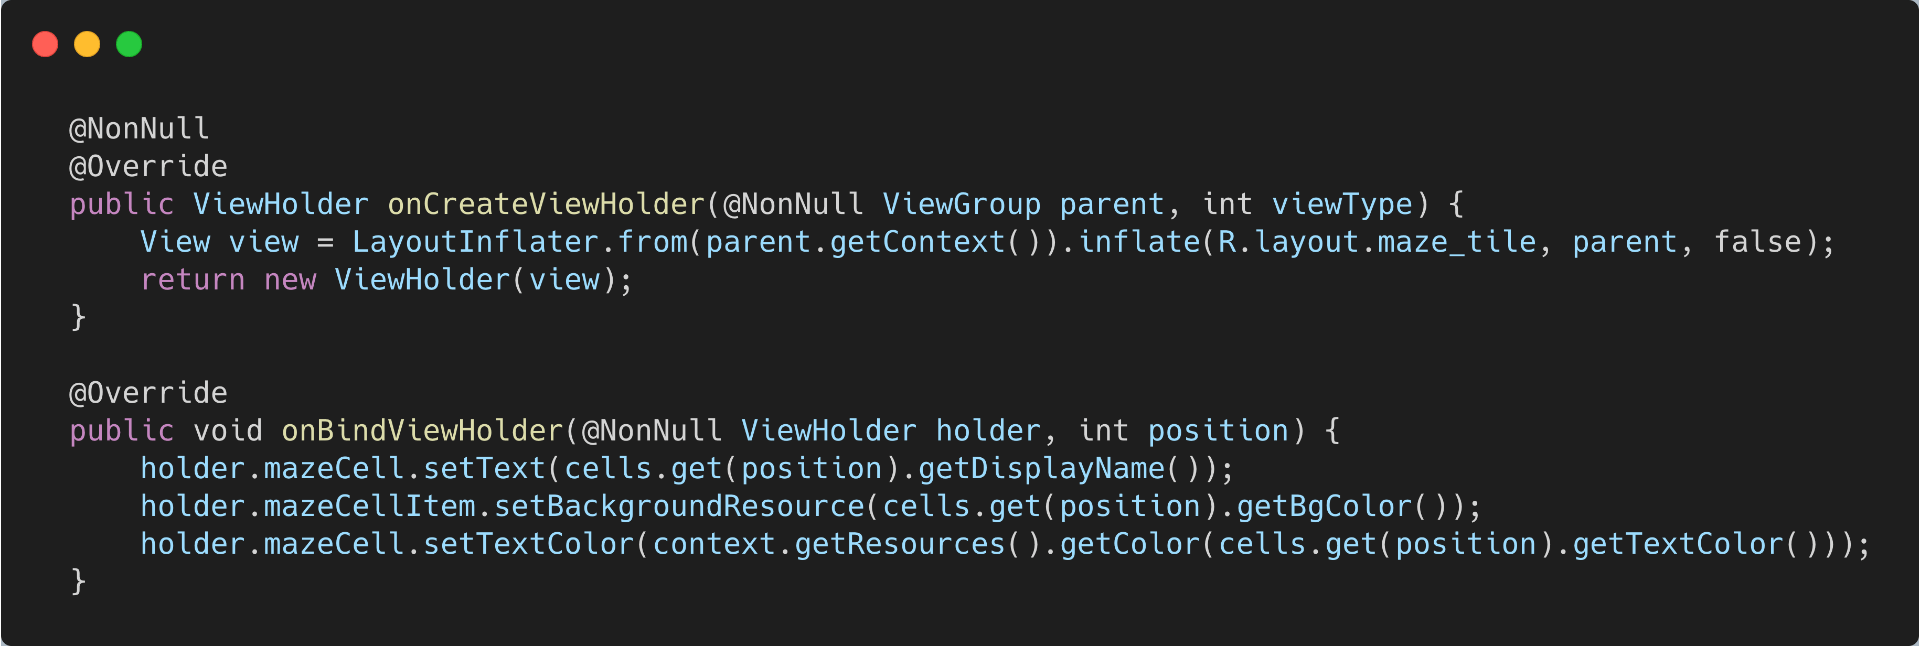 @NonNull
@Override
public ViewHolder onCreateViewHolder(@NonNull ViewGroup parent, int viewType) {
    View view = LayoutInflater.from(parent.getContext()).inflate(R.layout.maze_tile, parent, false);
    return new ViewHolder(view);
}

@Override
public void onBindViewHolder(@NonNull ViewHolder holder, int position) {
    holder.mazeCell.setText(cells.get(position).getDisplayName());
    holder.mazeCellItem.setBackgroundResource(cells.get(position).getBgColor());
    holder.mazeCell.setTextColor(context.getResources().getColor(cells.get(position).getTextColor()));
}